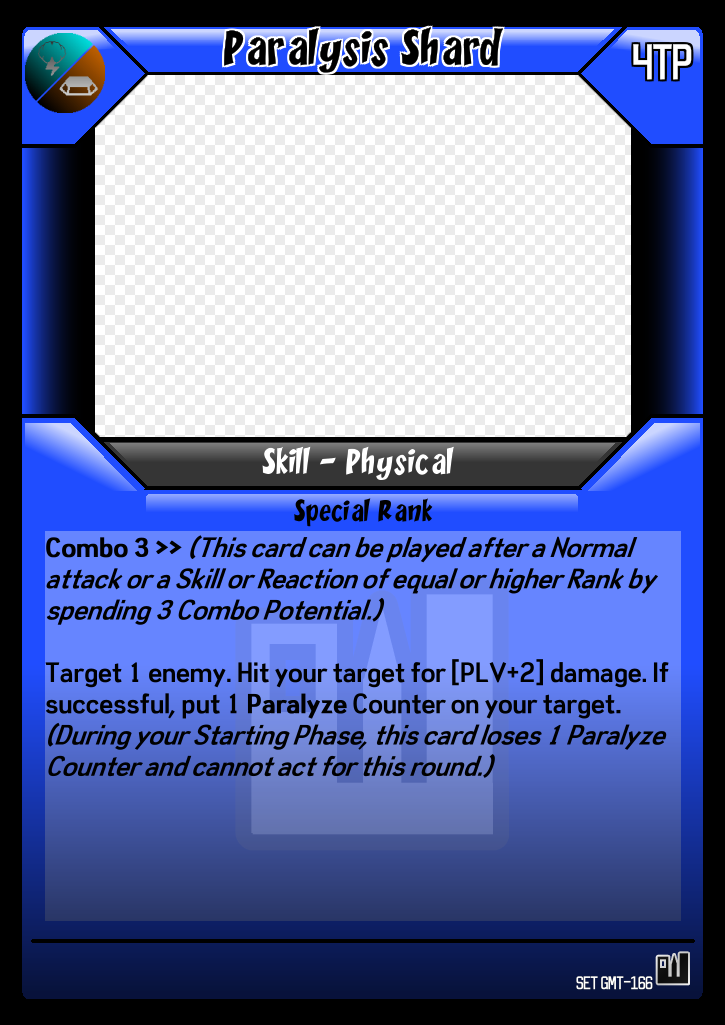 Paralysis Shard
4TP
Skill - Physical
Special Rank
Combo 3 >> (This card can be played after a Normal
attack or a Skill or Reaction of equal or higher Rank by
spending 3 Combo Potential.)
Target 1 enemy. Hit your target for [PLV+2] damage. If
successful, put 1 Paralyze Counter on your target.
(During your Starting Phase, this card loses 1 Paralyze
Counter and cannot act for this round.)
SET GMT-166